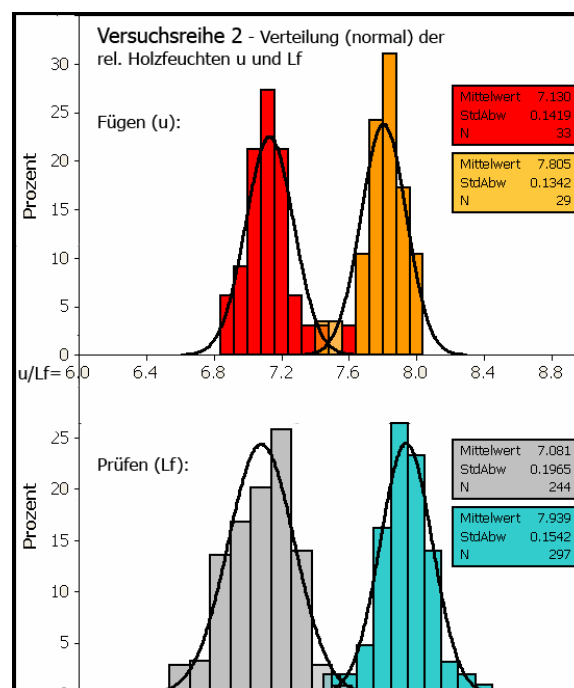 Versuchsreihe 2 - Verteilung (normal) der
rel. Holzfeuchten u und Lf
Fügen (u):
Prozent
30
25
20
15
10
5
0
Mittelwert 7.130
StdAbw 0.1419
N 33
Mittelwert 7.805
StdAbw 0.1342
N 29
u/Lf= 6.0 6.4 6.8 7.2 7.6 8.0 8.4 8.8
Prüfen (Lf):
Prozent
25
20
15
10
5
Mittelwert 7.081
StdAbw 0.1965
N 244
Mittelwert 7.939
StdAbw 0.1542
N 297